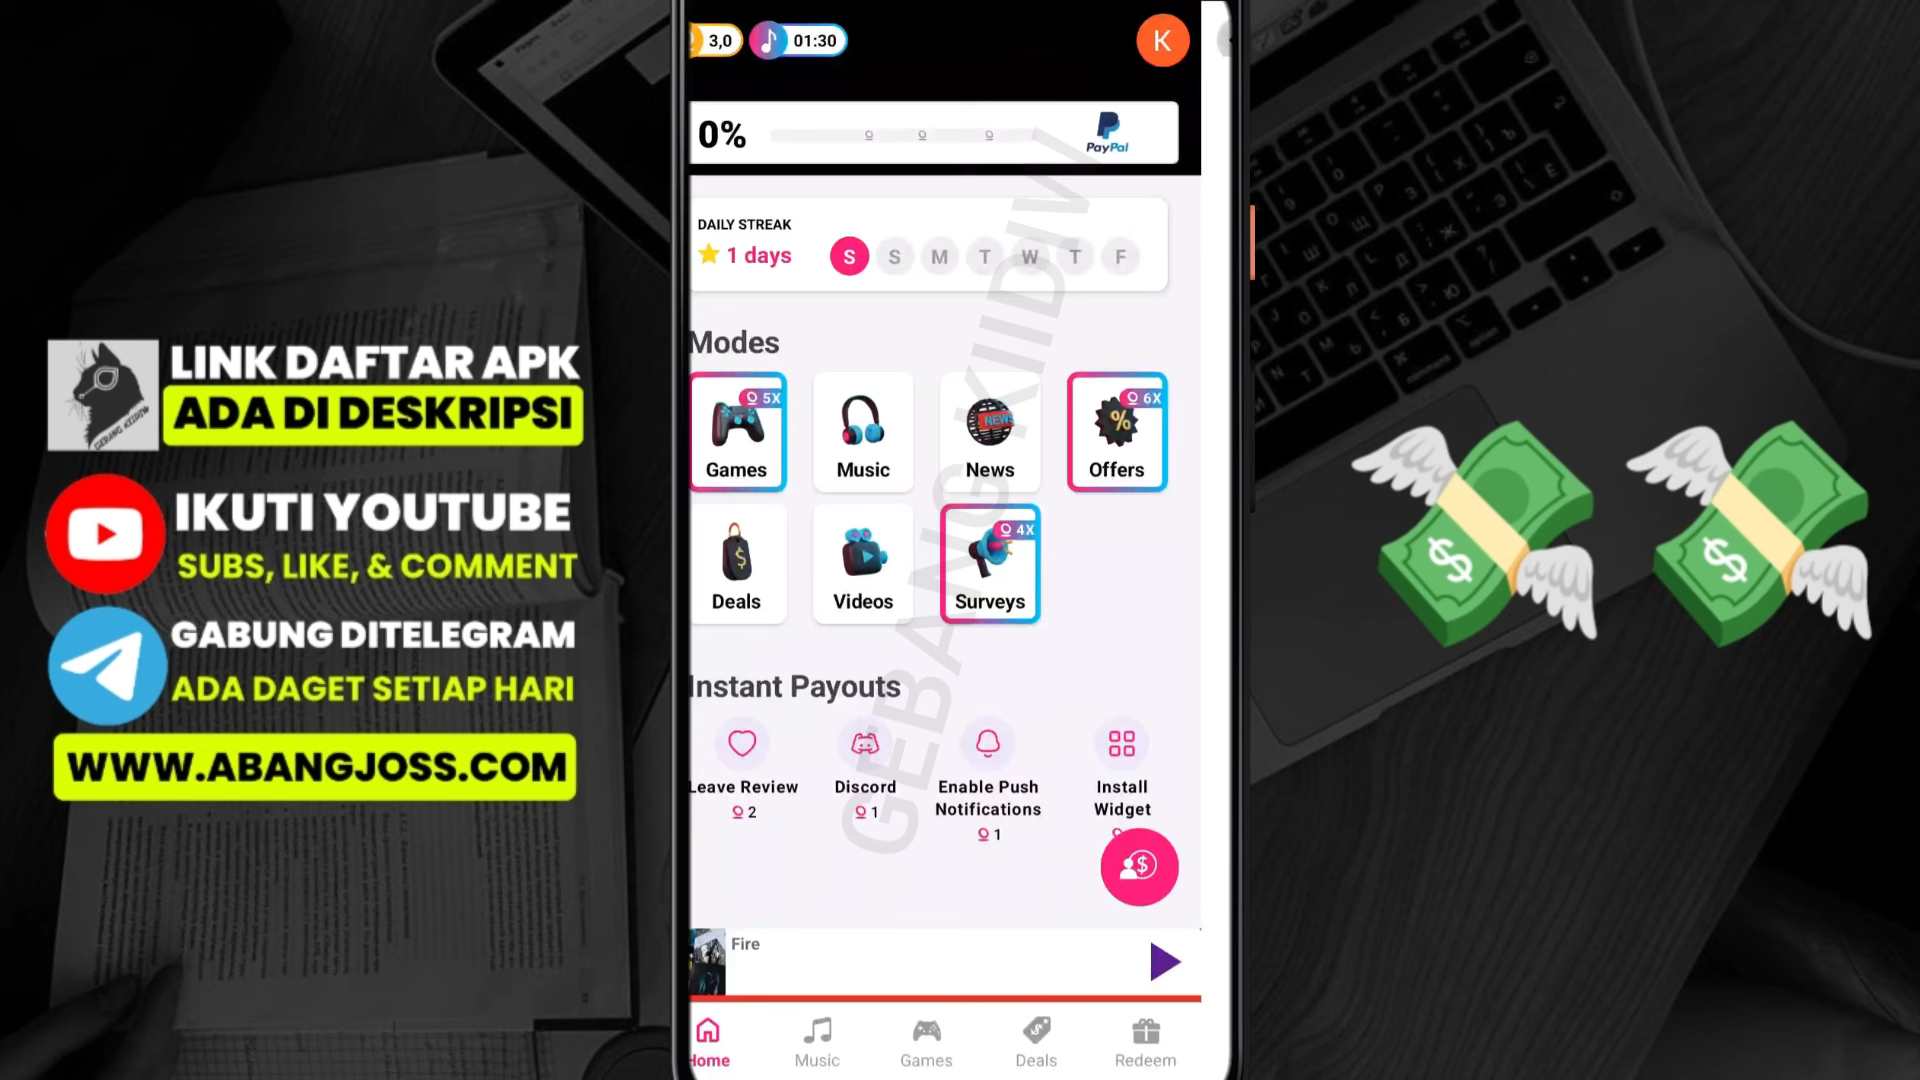 LINK DAFTAR APK
ADA DI DESKRIPSI
IKUTI YOUTUBE
SUBS, LIKE, & COMMENT
GABUNG DITELEGRAM
ADA DAGET SETIAP HARI
WWW.ABANGJOSS.COM
3,0
01:30
K
0%
PayPal
DAILY STREAK
1 days
S S M T W T F
Modes
5X
6X
NEWS
Games
Music
News
Offers
4X
Deals
Videos
Surveys
Instant Payouts
Leave Review
2
Discord
1
Enable Push
Notifications
1
Install
Widget
Fire
Home
Music
Games
Deals
Redeem
GEBANG KIIDIW